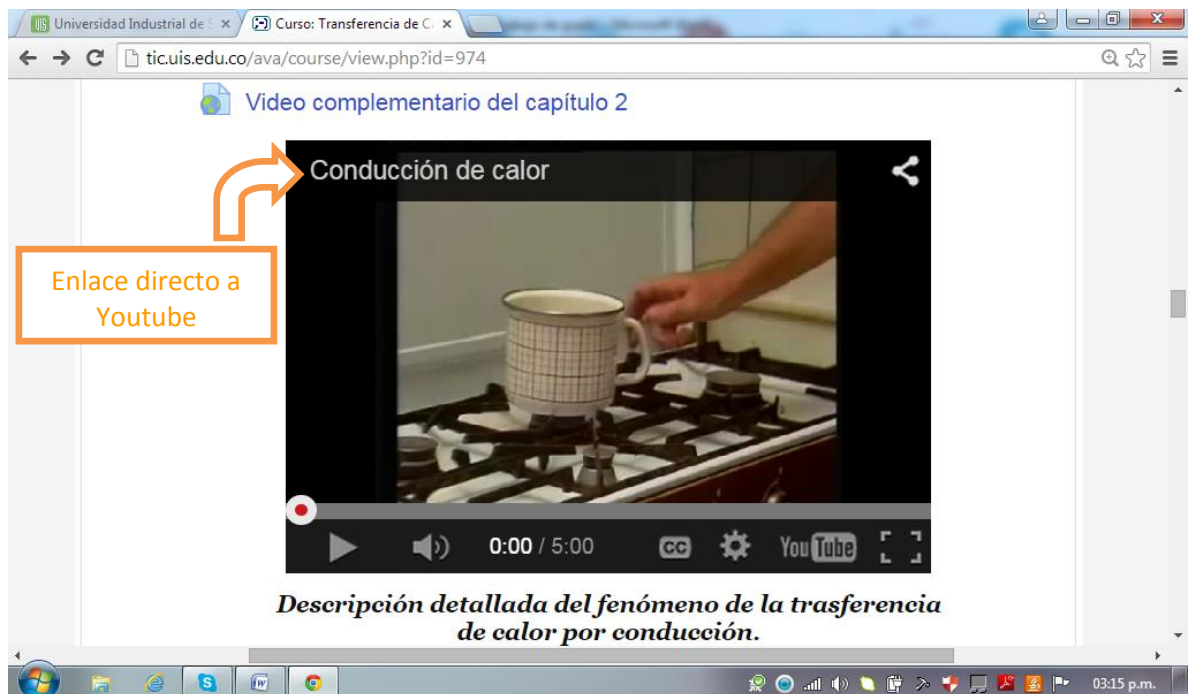 Universidad Industrial de S
Curso: Transferencia de C
tic.uis.edu.co/ava/course/view.php?id=974
Video complementario del capítulo 2
Conducción de calor
Enlace directo a
Youtube
0:00 / 5:00
CC
YouTube
Descripción detallada del fenómeno de la trasferencia
de calor por conducción.
03:15 p.m.